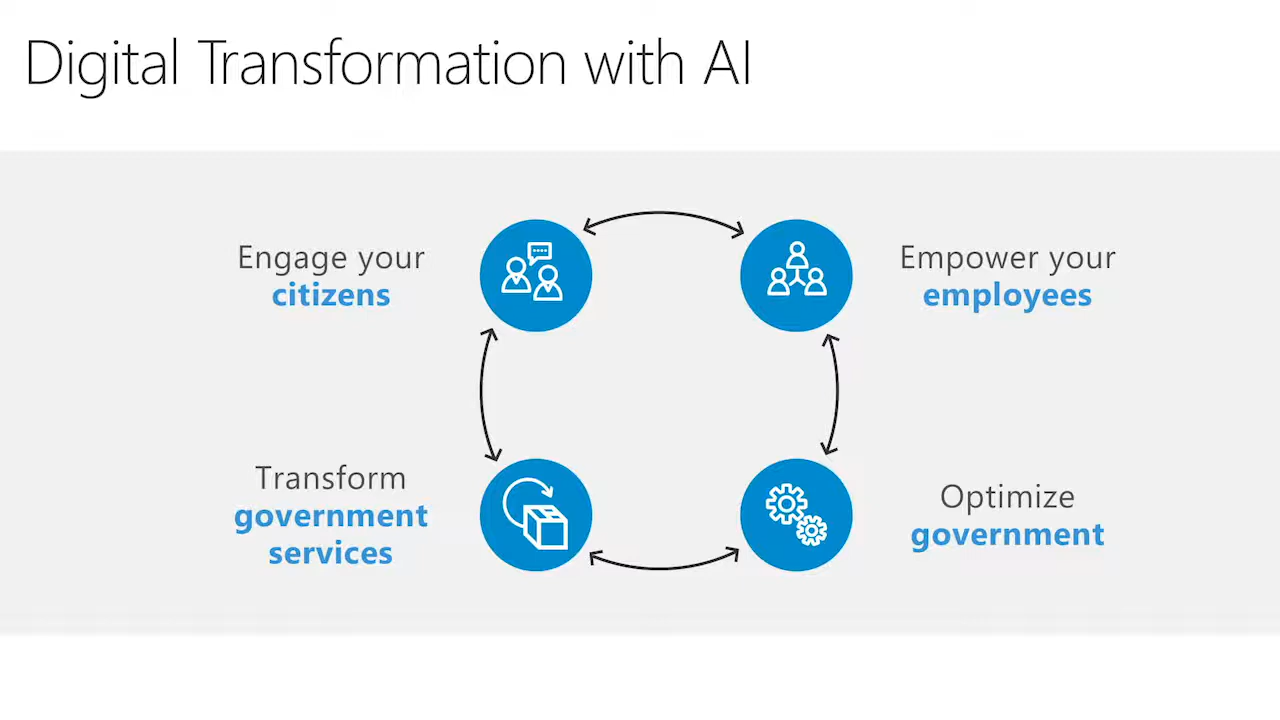 Digital Transformation with AI
Engage your
citizens
Empower your
employees
Transform
government
services
Optimize
government